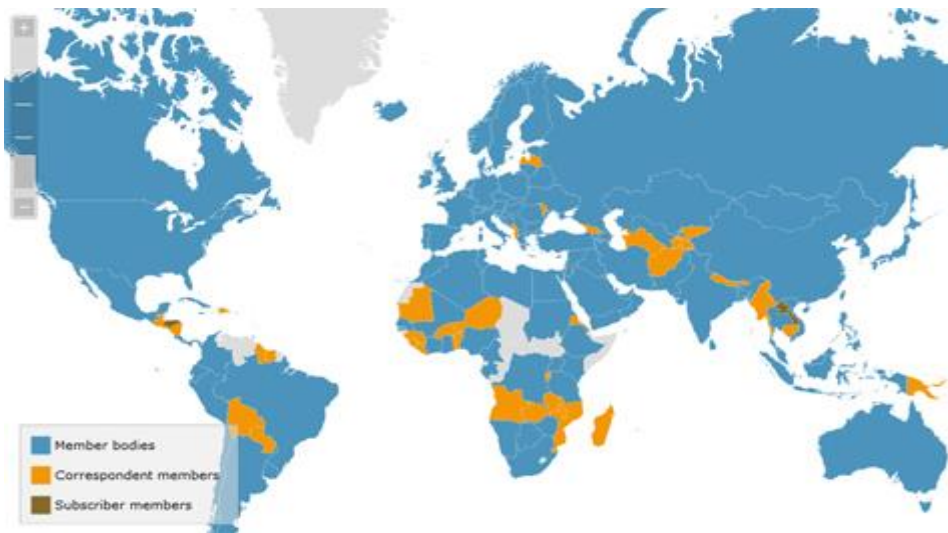 +
−
Member bodies
Correspondent members
Subscriber members